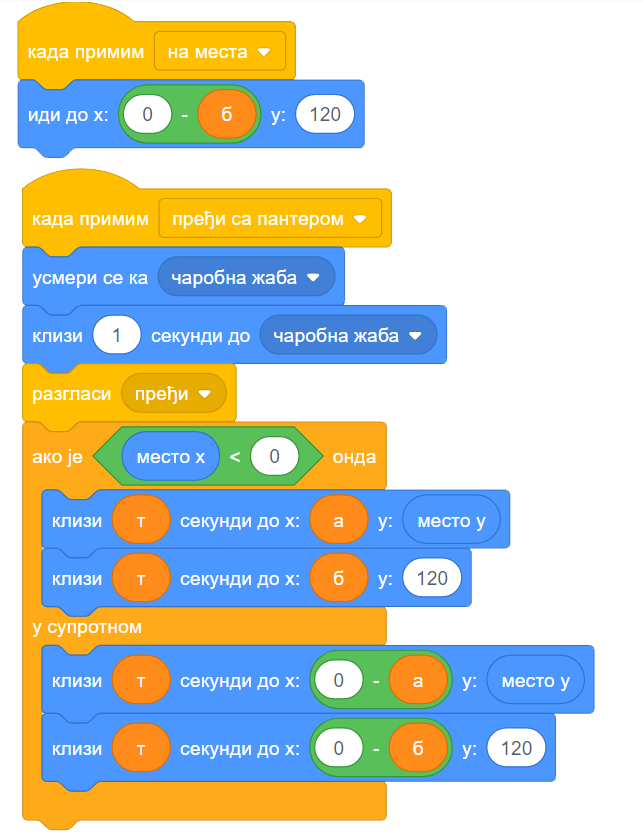 када примим на места
иди до x: 0 - б y: 120
када примим пређи са пантером
усмери се ка чаробна жаба
клизи 1 секунди до чаробна жаба
разгласи пређи
ако је место x < 0 онда
клизи т секунди до x: а y: место y
клизи т секунди до x: б y: 120
у супротном
клизи т секунди до x: 0 - а y: место y
клизи т секунди до x: 0 - б y: 120